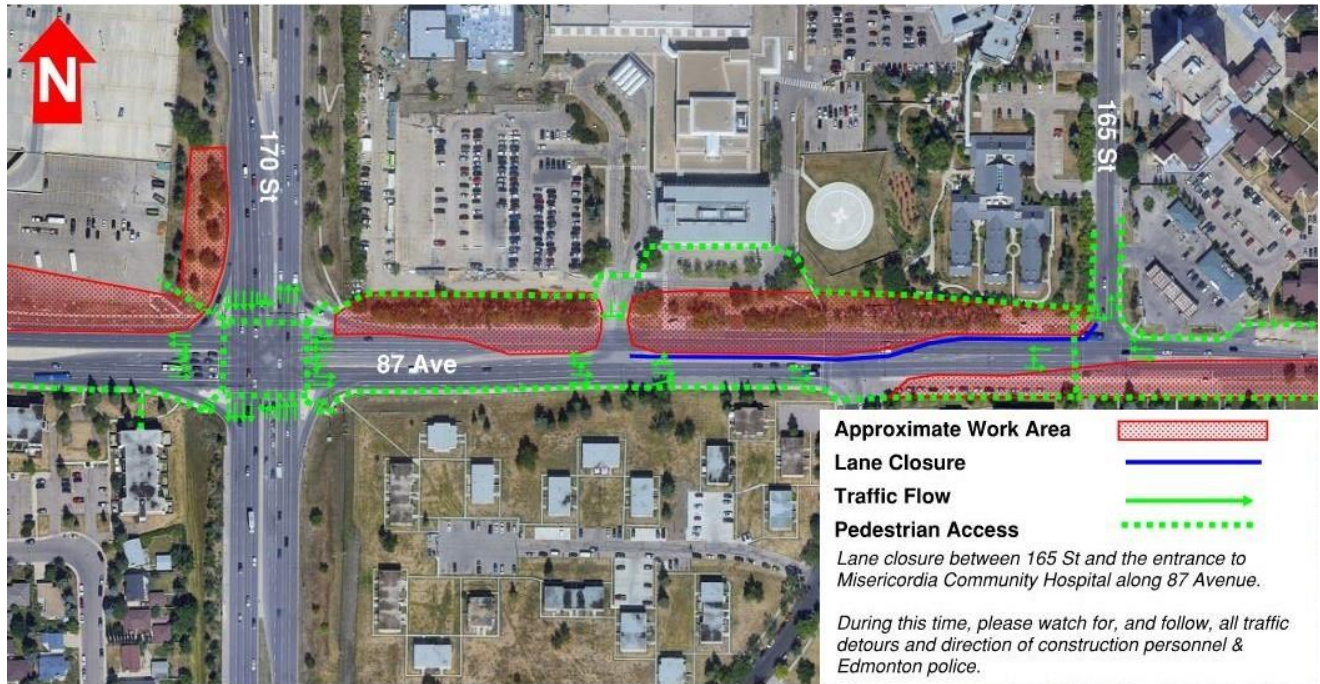 N
170 St
165 St
87 Ave
Approximate Work Area
Lane Closure
Traffic Flow
Pedestrian Access
Lane closure between 165 St and the entrance to
Misericordia Community Hospital along 87 Avenue.
During this time, please watch for, and follow, all traffic
detours and direction of construction personnel &
Edmonton police.